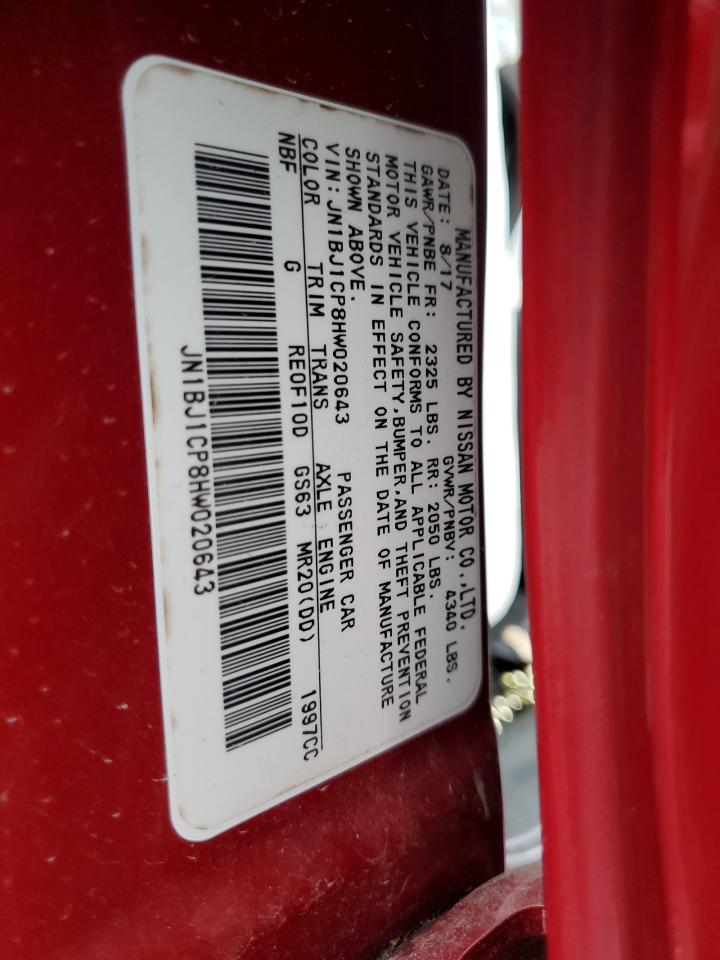 MANUFACTURED BY NISSAN MOTOR CO.,LTD.
DATE: 8/17 GVWR/PNBV: 4340 LBS.
GAWR/PNBE FR: 2325 LBS. RR: 2050 LBS.
THIS VEHICLE CONFORMS TO ALL APPLICABLE FEDERAL
MOTOR VEHICLE SAFETY,BUMPER,AND THEFT PREVENTION
STANDARDS IN EFFECT ON THE DATE OF MANUFACTURE
SHOWN ABOVE.
VIN: JN1BJ1CP8HW020643 PASSENGER CAR
COLOR TRIM TRANS AXLE ENGINE
NBF G RE0F10D GS63 MR20(DD) 1997CC
JN1BJ1CP8HW020643